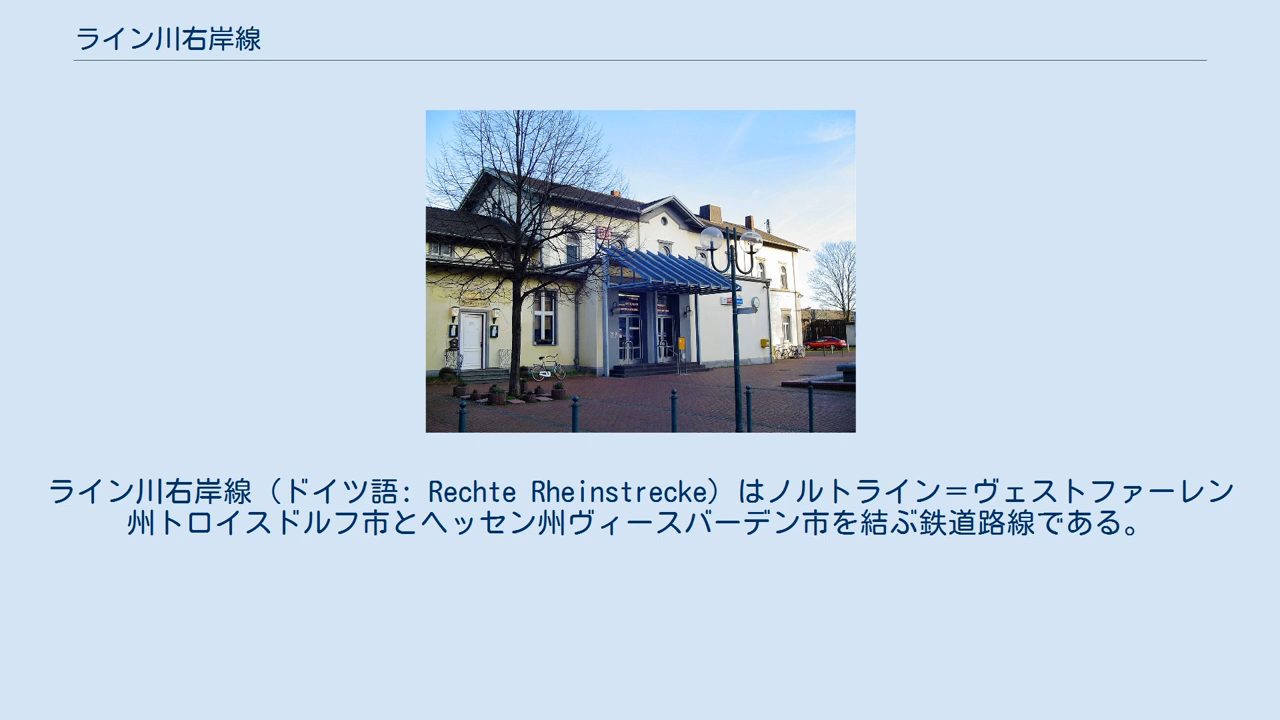 ライン川右岸線
ライン川右岸線（ドイツ語: Rechte Rheinstrecke）はノルトライン＝ヴェストファーレン
州トロイスドルフ市とヘッセン州ヴィースバーデン市を結ぶ鉄道路線である。